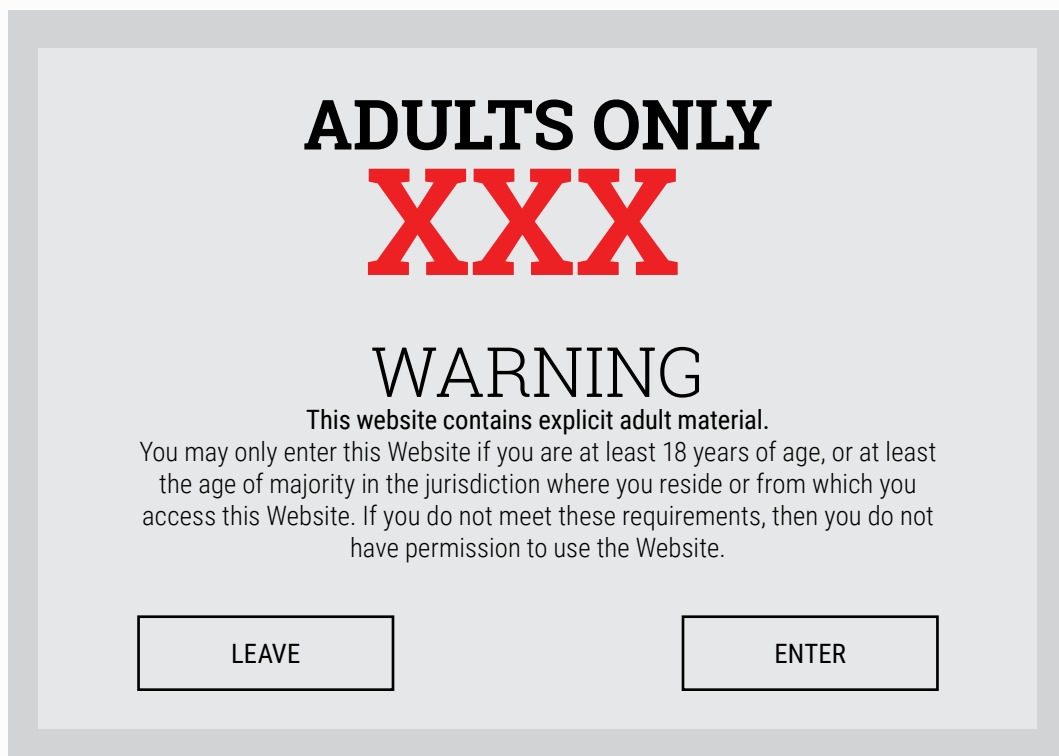 ADULTS ONLY
XXX
WARNING
This website contains explicit adult material.
You may only enter this Website if you are at least 18 years of age, or at least
the age of majority in the jurisdiction where you reside or from which you
access this Website. If you do not meet these requirements, then you do not
have permission to use the Website.
LEAVE
ENTER